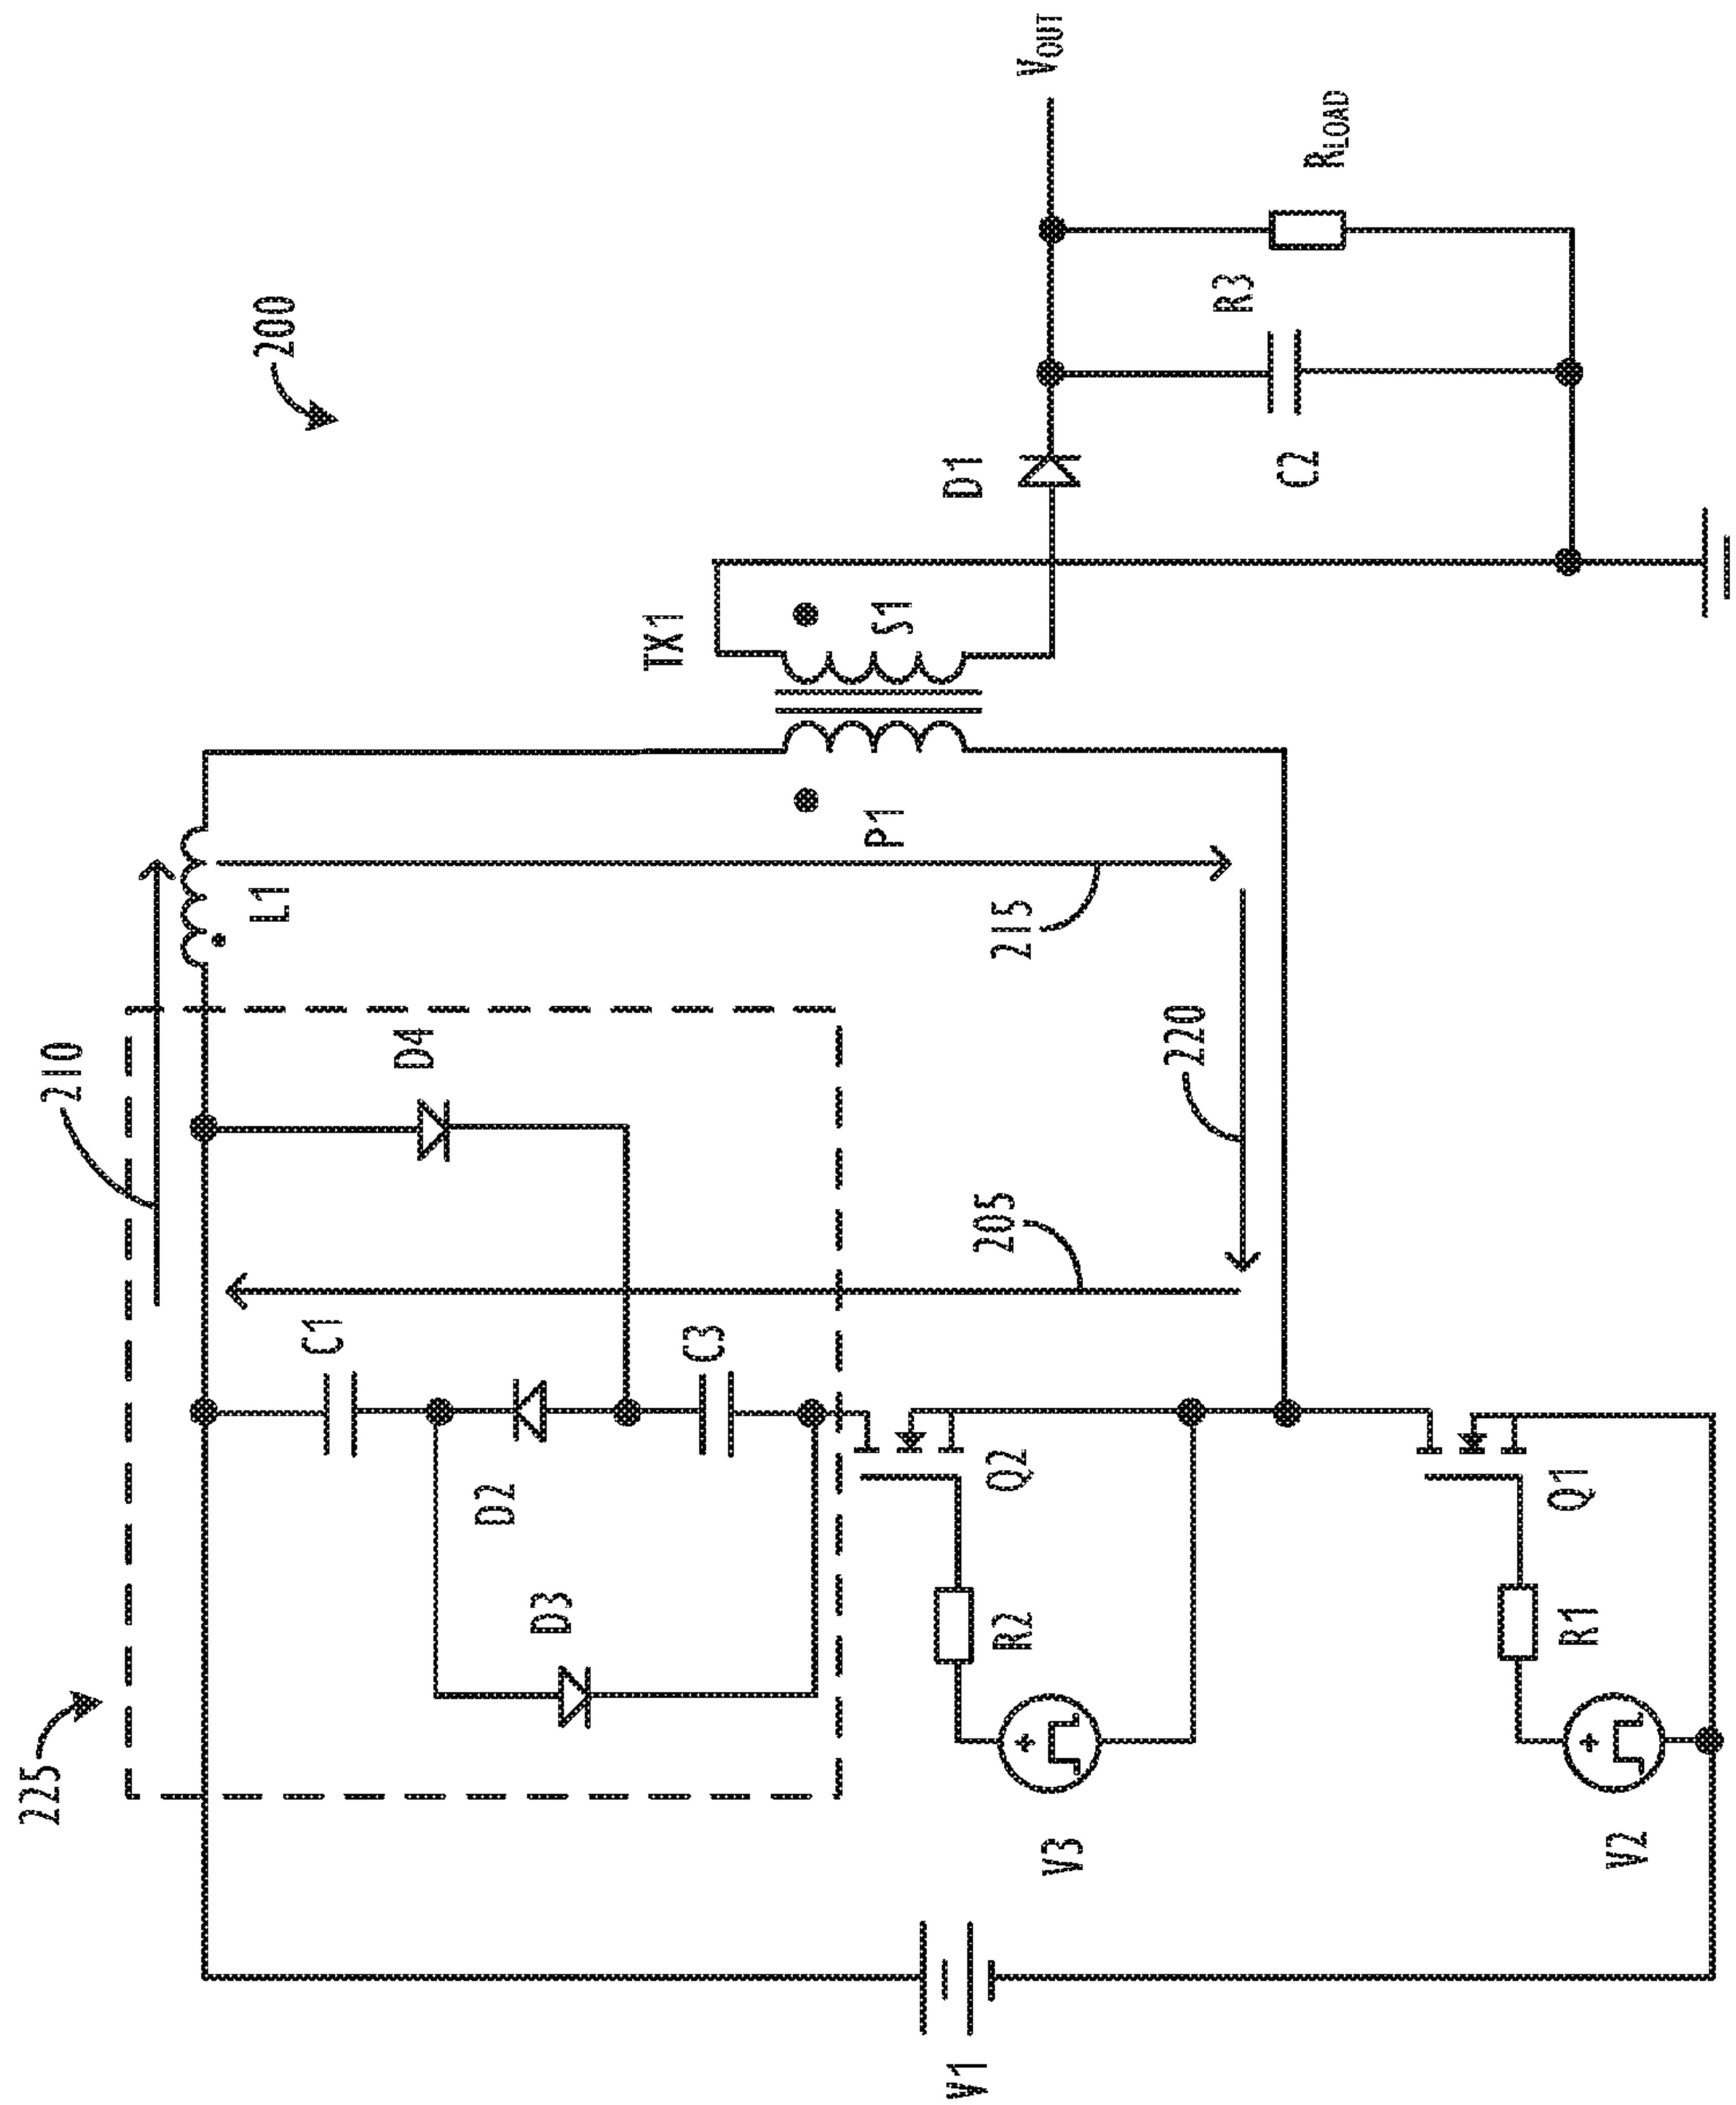 200
210
225
205
215
220
L1
D4
C1
D2
D3
C3
TX1
P1
S1
D1
VOUT
C2
R3
RLOAD
Q2
R2
V3
Q1
R1
V2
V1
+
+